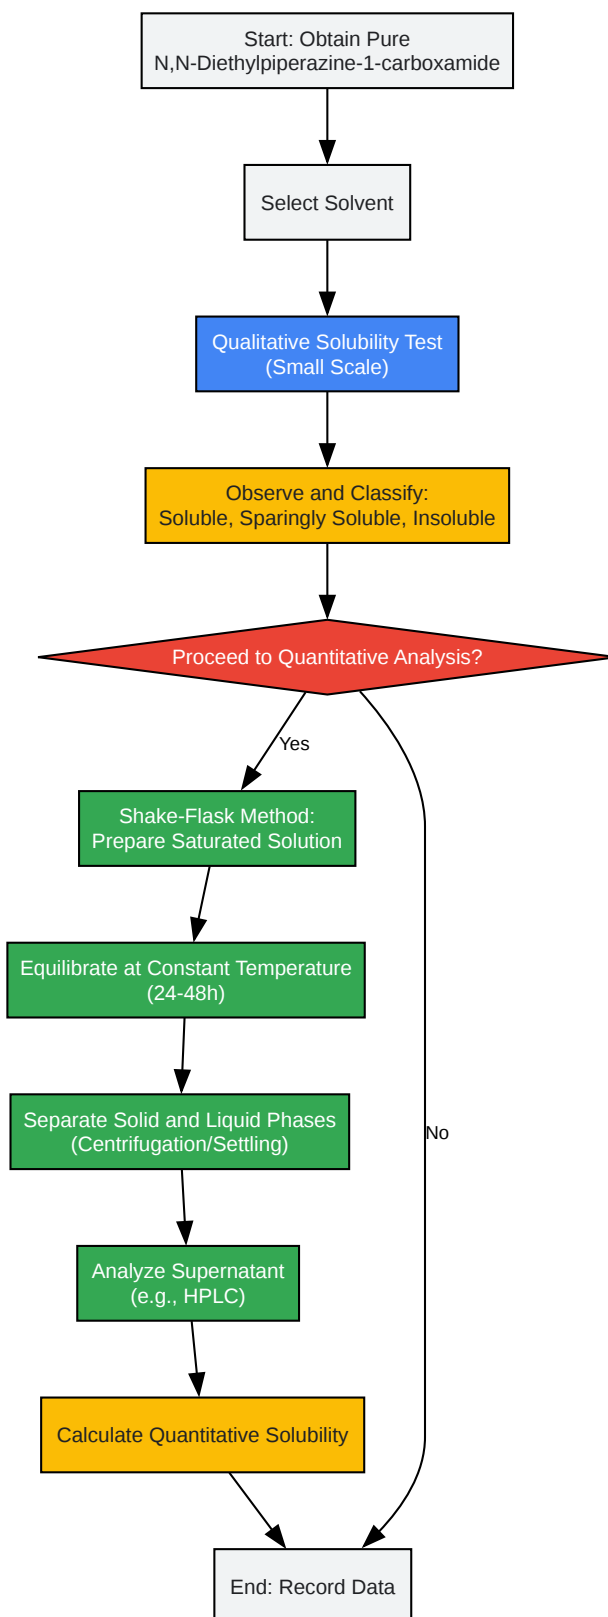 Start: Obtain Pure
N,N-Diethylpiperazine-1-carboxamide
Select Solvent
Qualitative Solubility Test
(Small Scale)
Observe and Classify:
Soluble, Sparingly Soluble, Insoluble
Proceed to Quantitative Analysis?
Yes
Shake-Flask Method:
Prepare Saturated Solution
Equilibrate at Constant Temperature
(24-48h)
Separate Solid and Liquid Phases
(Centrifugation/Settling)
No
Analyze Supernatant
(e.g., HPLC)
Calculate Quantitative Solubility
End: Record Data